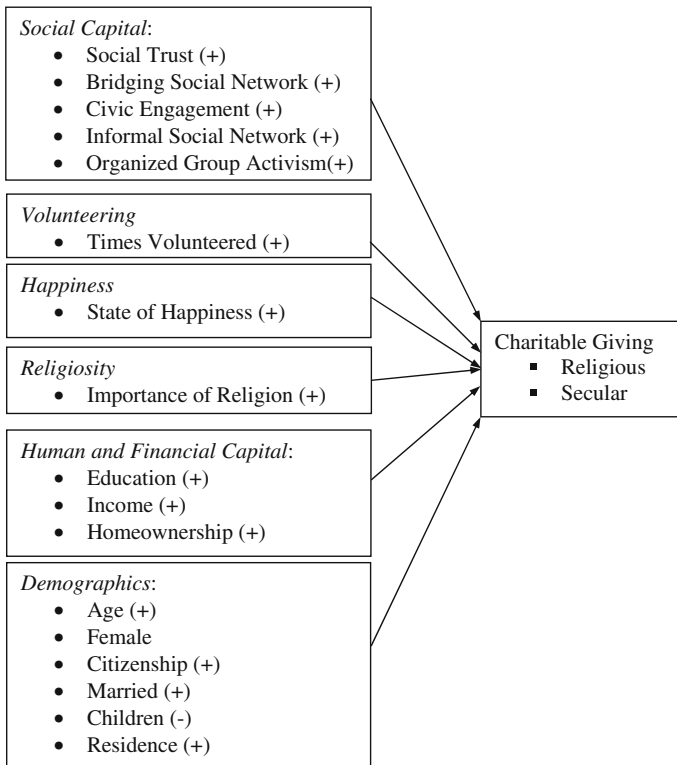 Social Capital:
• Social Trust (+)
• Bridging Social Network (+)
• Civic Engagement (+)
• Informal Social Network (+)
• Organized Group Activism(+)
Volunteering
• Times Volunteered (+)
Happiness
• State of Happiness (+)
Religiosity
• Importance of Religion (+)
Human and Financial Capital:
• Education (+)
• Income (+)
• Homeownership (+)
Demographics:
• Age (+)
• Female
• Citizenship (+)
• Married (+)
• Children (-)
• Residence (+)
Charitable Giving
▪ Religious
▪ Secular